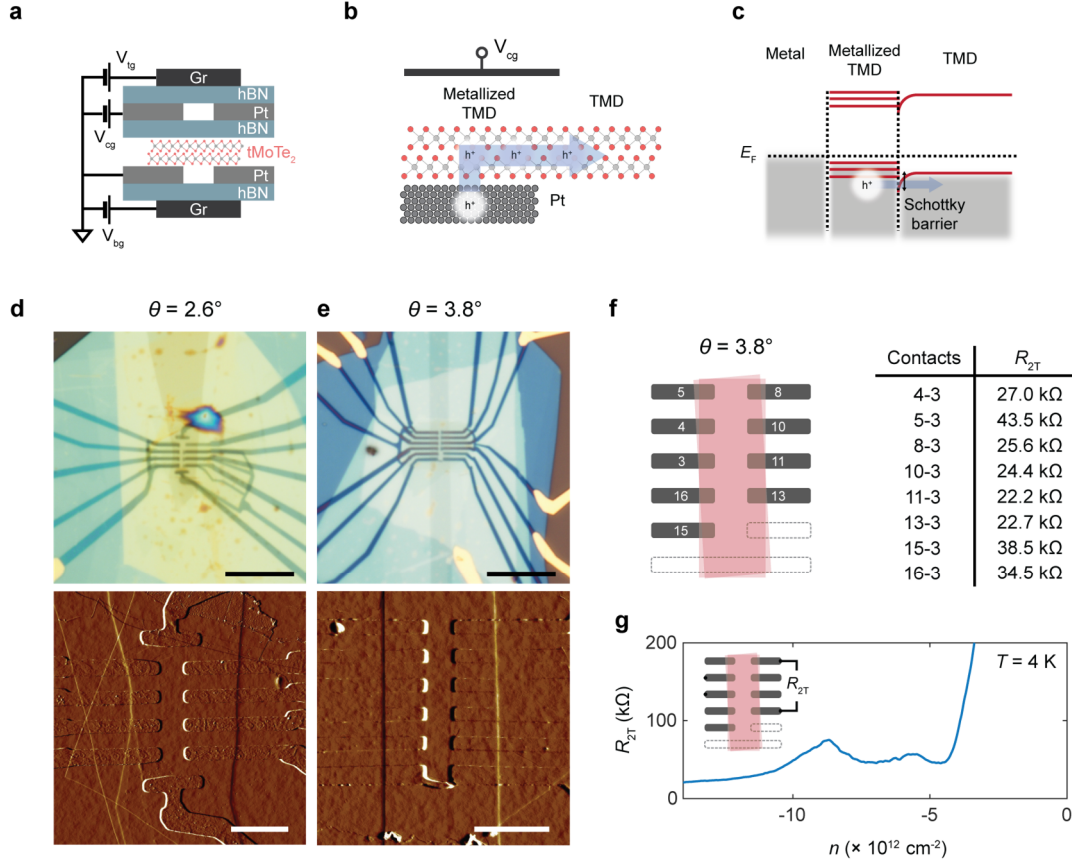 a
V_tg
Gr
hBN
Pt
V_cg
hBN
tMoTe₂
Pt
hBN
V_bg
Gr
b
V_cg
Metallized
TMD
TMD
h⁺ h⁺ h⁺
h⁺
Pt
c
Metal
Metallized
TMD
TMD
E_F
h⁺
Schottky
barrier
d
θ = 2.6°
e
θ = 3.8°
f
θ = 3.8°
5 8
4 10
3 11
16 13
15
Contacts R_2T
4-3 27.0 kΩ
5-3 43.5 kΩ
8-3 25.6 kΩ
10-3 24.4 kΩ
11-3 22.2 kΩ
13-3 22.7 kΩ
15-3 38.5 kΩ
16-3 34.5 kΩ
g
R_2T (kΩ)
200
100
0
R_2T
T = 4 K
-10 -5 0
n (× 10¹² cm⁻²)